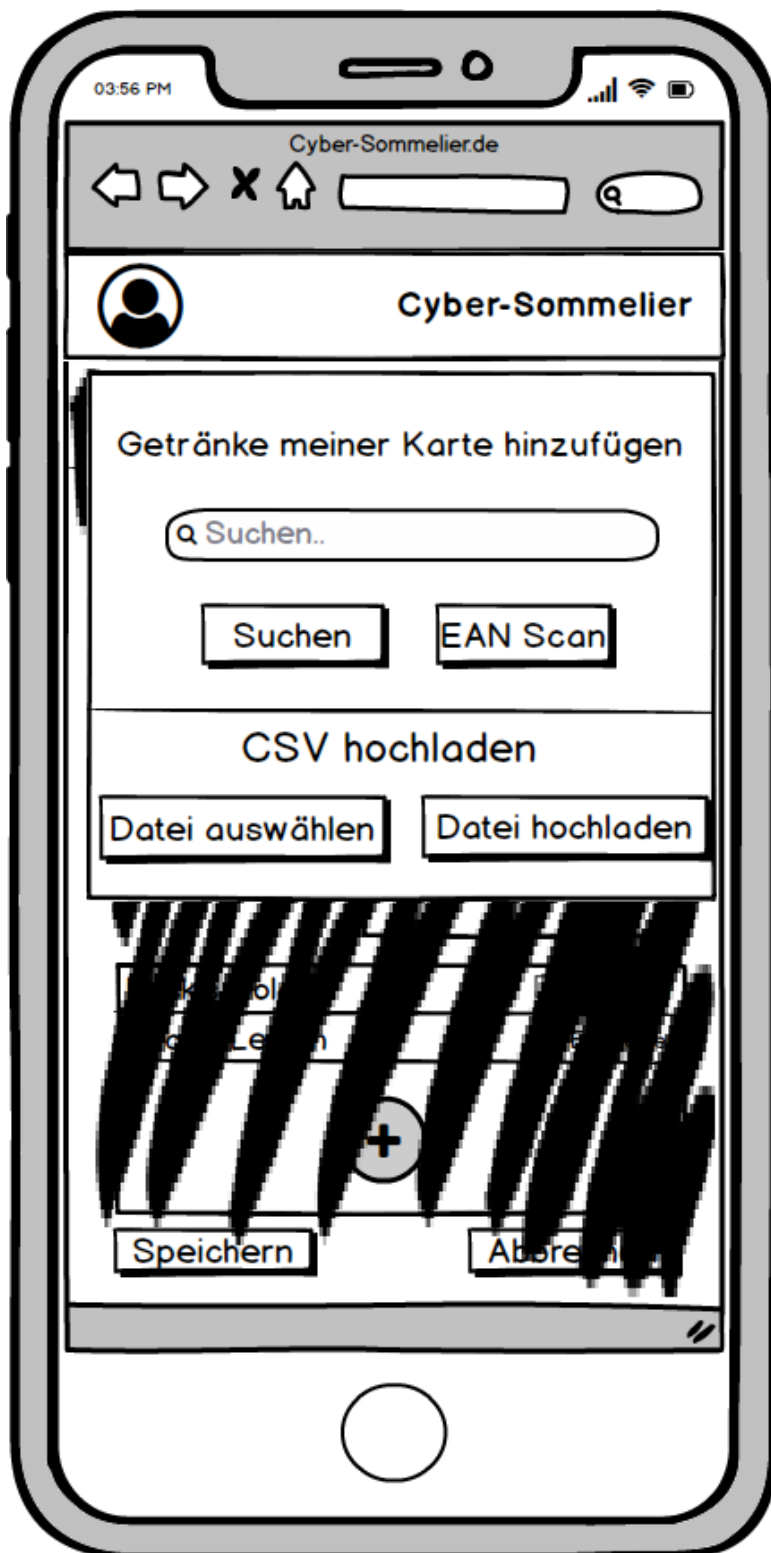 03:56 PM
Cyber-Sommelier.de
Cyber-Sommelier
Getränke meiner Karte hinzufügen
Suchen..
Suchen EAN Scan
CSV hochladen
Datei auswählen Datei hochladen
Speichern